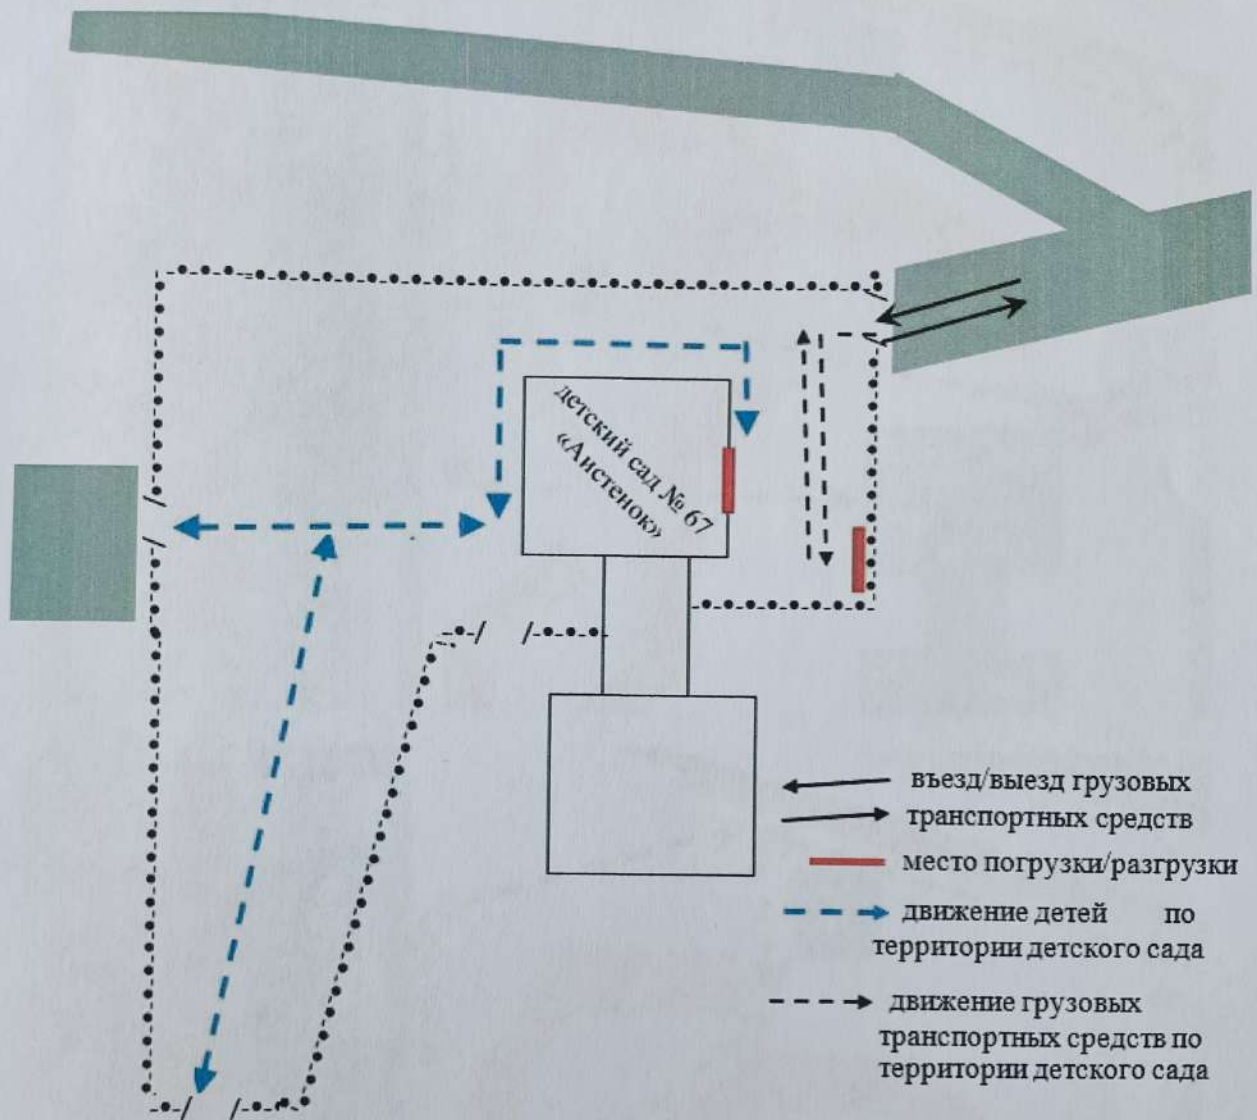 детский сад № 67
«Аистенок»
въезд/выезд грузовых
транспортных средств
место погрузки/разгрузки
движение детей по
территории детского сада
движение грузовых
транспортных средств по
территории детского сада